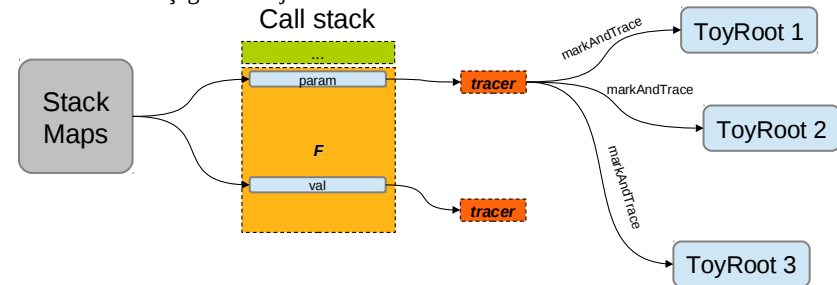 Call stack
...
param
F
val
Stack
Maps
tracer
tracer
markAndTrace
markAndTrace
markAndTrace
ToyRoot 1
ToyRoot 2
ToyRoot 3